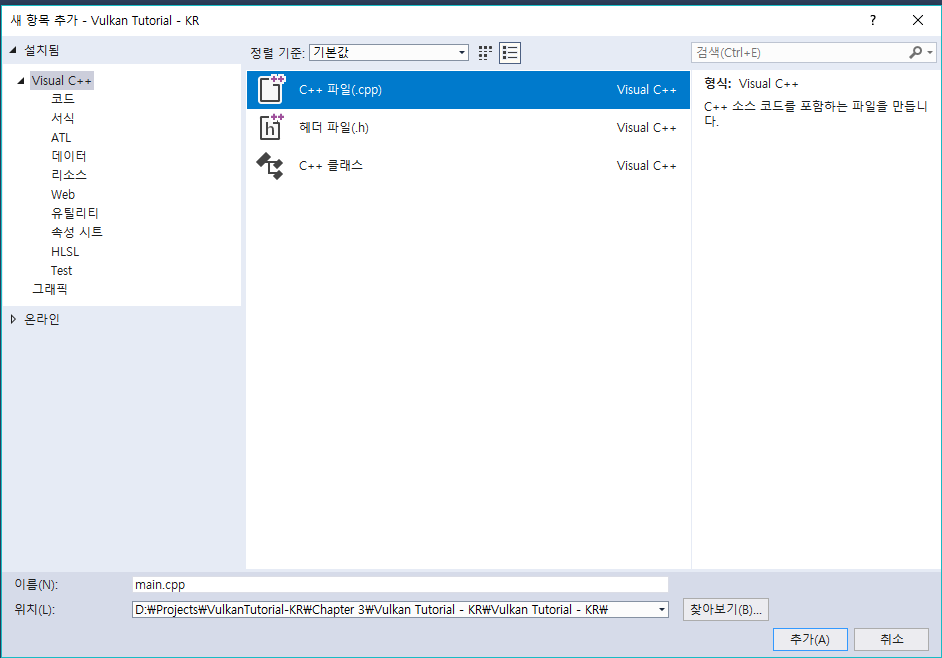 새 항목 추가 - Vulkan Tutorial - KR
?
설치됨
정렬 기준: 기본값
검색(Ctrl+E)
Visual C++
코드
서식
ATL
데이터
리소스
Web
유틸리티
속성 시트
HLSL
Test
그래픽
온라인
C++ 파일(.cpp) Visual C++
헤더 파일(.h) Visual C++
C++ 클래스 Visual C++
형식: Visual C++
C++ 소스 코드를 포함하는 파일을 만듭니
다.
이름(N): main.cpp
위치(L): D:₩Projects₩VulkanTutorial-KR₩Chapter 3₩Vulkan Tutorial - KR₩Vulkan Tutorial - KR₩
찾아보기(B)...
추가(A) 취소